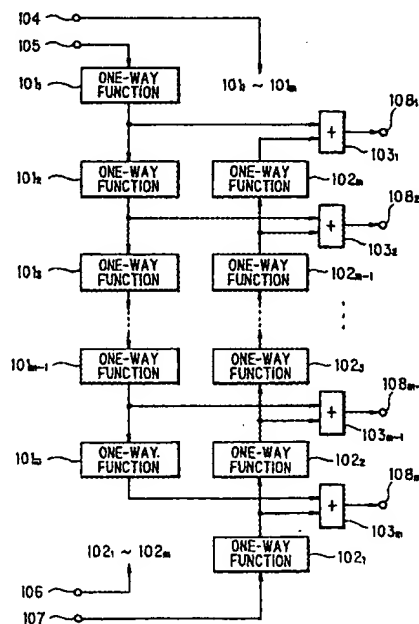 104
105
101₁
ONE-WAY
FUNCTION
101₁ ~ 101ₘ
108₁
103₁
101₂
ONE-WAY
FUNCTION
ONE-WAY
FUNCTION
102ₘ
108₂
103₂
101₃
ONE-WAY
FUNCTION
ONE-WAY
FUNCTION
102ₘ₋₁
101ₘ₋₁
ONE-WAY
FUNCTION
ONE-WAY
FUNCTION
102₃
108ₘ₋₁
103ₘ₋₁
101ₘ
ONE-WAY
FUNCTION
ONE-WAY
FUNCTION
102₂
108ₘ
103ₘ
102₁ ~ 102ₘ
ONE-WAY
FUNCTION
102₁
106
107